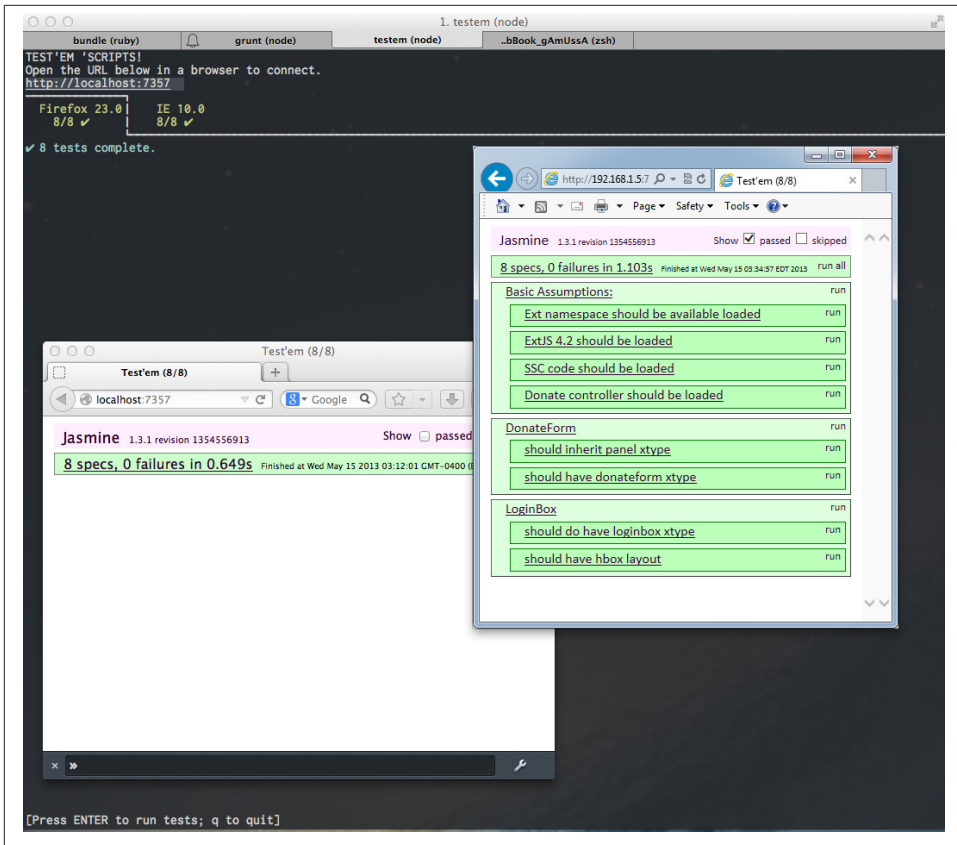 1. testem (node)
bundle (ruby)
grunt (node)
testem (node)
..bBook_gAmUssA (zsh)
TEST'EM 'SCRIPTS!
Open the URL below in a browser to connect.
http://localhost:7357
Firefox 23.0| IE 10.0
8/8 ✔ | 8/8 ✔
✔ 8 tests complete.
http://192.168.1.5:7
Test'em (8/8)
Page Safety Tools
Jasmine 1.3.1 revision 1354556913 Show passed skipped
8 specs, 0 failures in 1.103s Finished at Wed May 15 03:34:57 EDT 2013 run all
Basic Assumptions: run
Ext namespace should be available loaded run
ExtJS 4.2 should be loaded run
SSC code should be loaded run
Donate controller should be loaded run
DonateForm run
should inherit panel xtype run
should have donateform xtype run
LoginBox run
should do have loginbox xtype run
should have hbox layout run
Test'em (8/8)
Test'em (8/8)
localhost:7357
Google
Jasmine 1.3.1 revision 1354556913 Show passed
8 specs, 0 failures in 0.649s Finished at Wed May 15 2013 03:12:01 GMT-0400
[Press ENTER to run tests; q to quit]